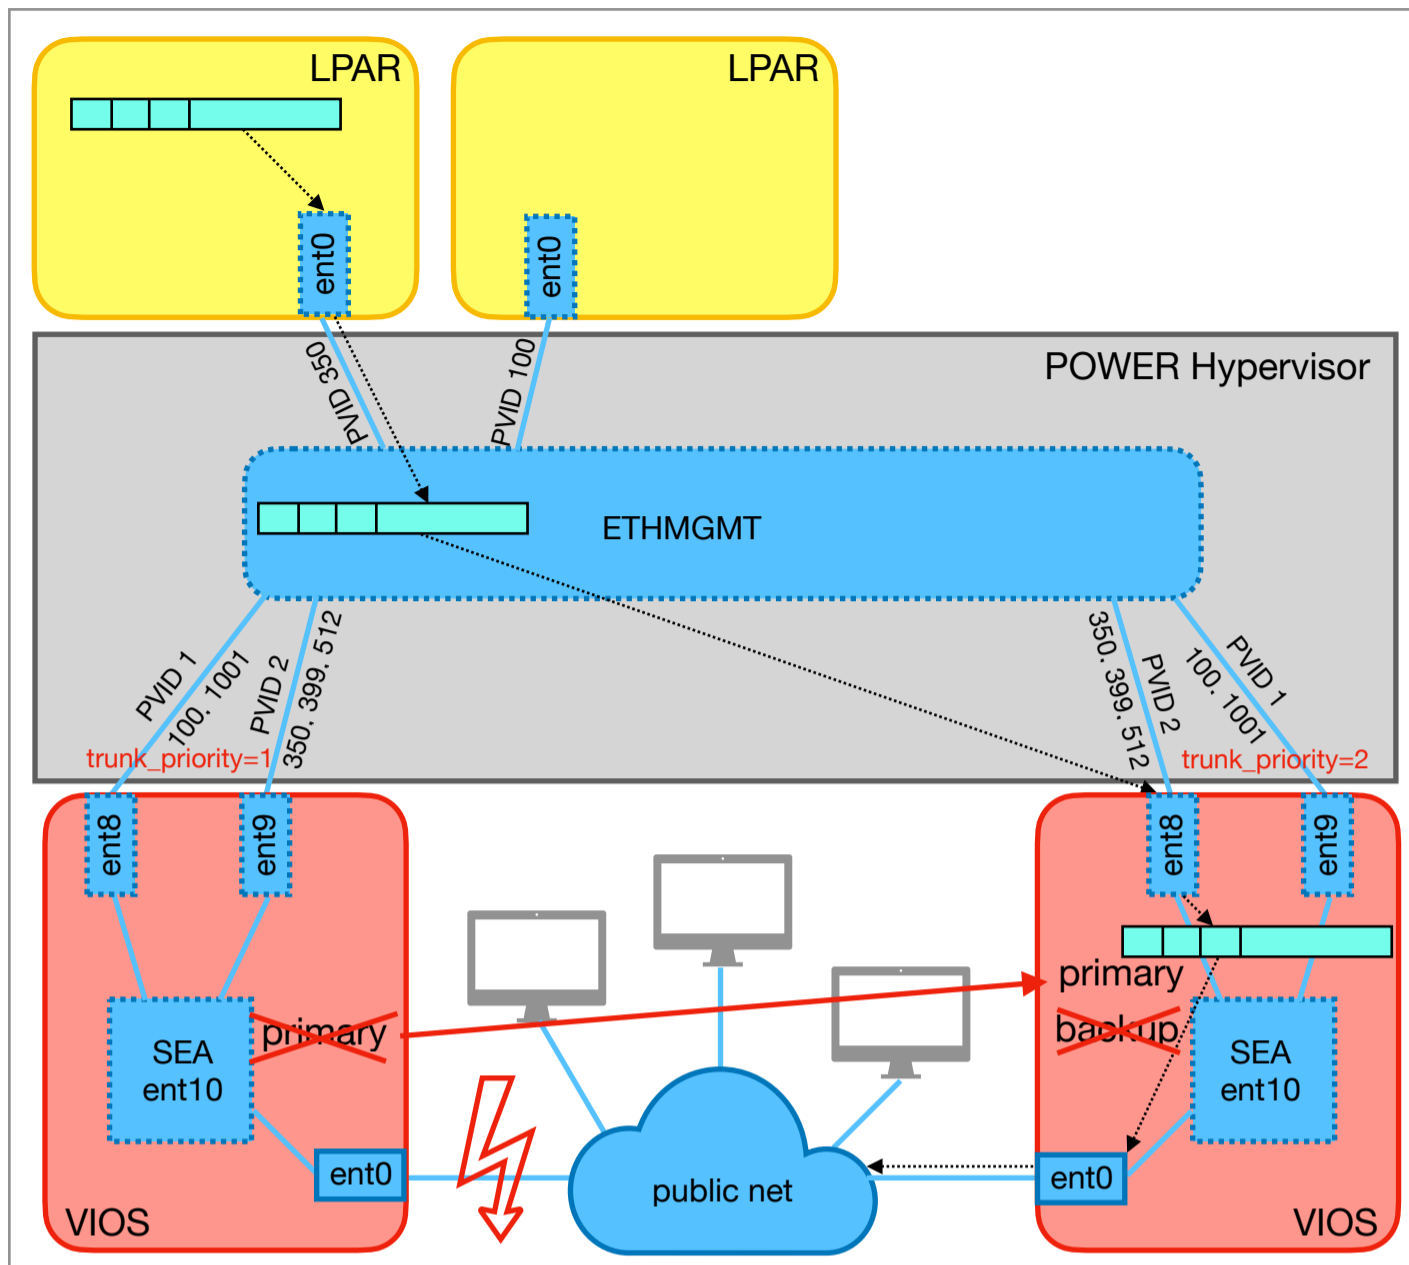 LPAR
LPAR
ent0
ent0
PVID 350
PVID 100
POWER Hypervisor
ETHMGMT
PVID 1
100. 1001
PVID 2
350. 399. 512
350. 399. 512
PVID 2
100. 1001
PVID 1
trunk_priority=1
trunk_priority=2
ent8
ent9
ent8
ent9
primary
primary
backup
SEA
ent10
SEA
ent10
ent0
public net
ent0
VIOS
VIOS